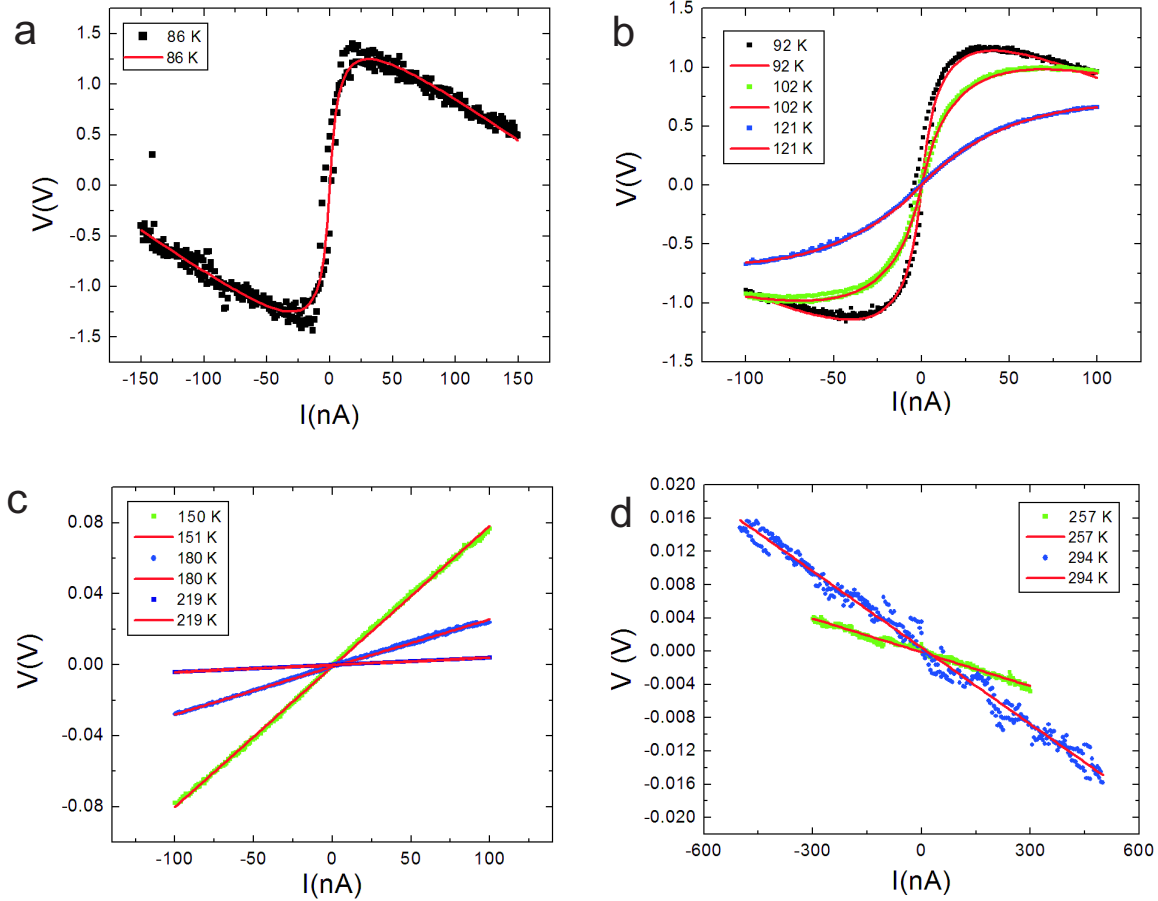 a
86 K
86 K
V(V)
1.5
1.0
0.5
0.0
-0.5
-1.0
-1.5
-150 -100 -50 0 50 100 150
I(nA)
b
92 K
92 K
102 K
102 K
121 K
121 K
V(V)
1.5
1.0
0.5
0.0
-0.5
-1.0
-1.5
-100 -50 0 50 100
I(nA)
c
150 K
151 K
180 K
180 K
219 K
219 K
V(V)
0.08
0.04
0.00
-0.04
-0.08
-100 -50 0 50 100
I(nA)
d
257 K
257 K
294 K
294 K
V (V)
0.020
0.016
0.012
0.008
0.004
0.000
-0.004
-0.008
-0.012
-0.016
-0.020
-600 -300 0 300 600
I(nA)